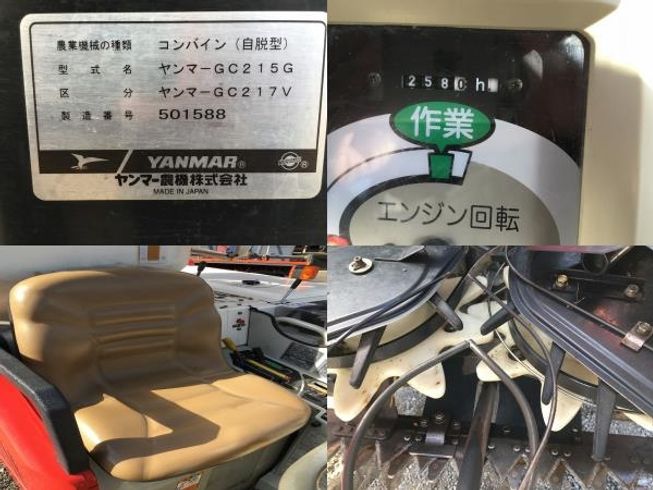 農業機械の種類 コンバイン（自脱型）
型式名 ヤンマーGC215G
区分 ヤンマーGC217V
製造番号 501588
YANMAR®
ヤンマー農機株式会社
MADE IN JAPAN
2580h
作業
エンジン回転